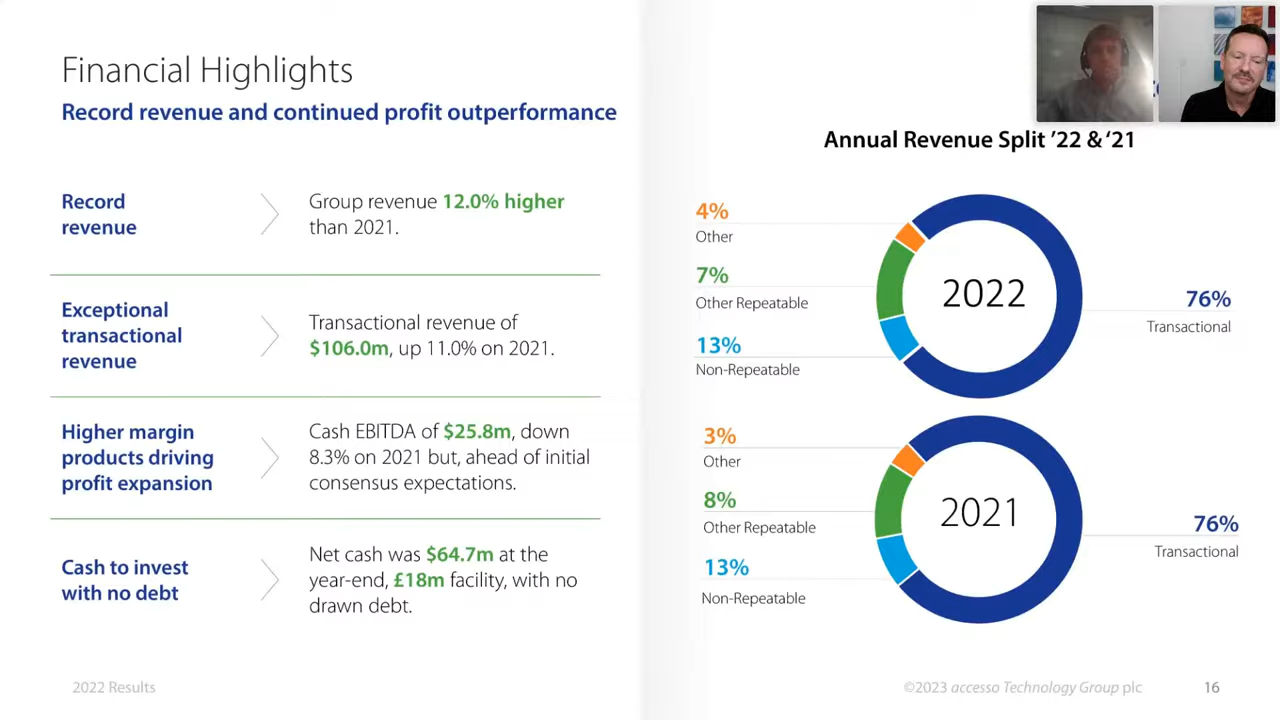 Financial Highlights
Record revenue and continued profit outperformance
Record
revenue
Group revenue 12.0% higher
than 2021.
Exceptional
transactional
revenue
Transactional revenue of
$106.0m, up 11.0% on 2021.
Higher margin
products driving
profit expansion
Cash EBITDA of $25.8m, down
8.3% on 2021 but, ahead of initial
consensus expectations.
Cash to invest
with no debt
Net cash was $64.7m at the
year-end, £18m facility, with no
drawn debt.
Annual Revenue Split ’22 & ‘21
4%
Other
7%
Other Repeatable
13%
Non-Repeatable
2022
76%
Transactional
3%
Other
8%
Other Repeatable
13%
Non-Repeatable
2021
76%
Transactional
2022 Results
©2023 accesso Technology Group plc
16